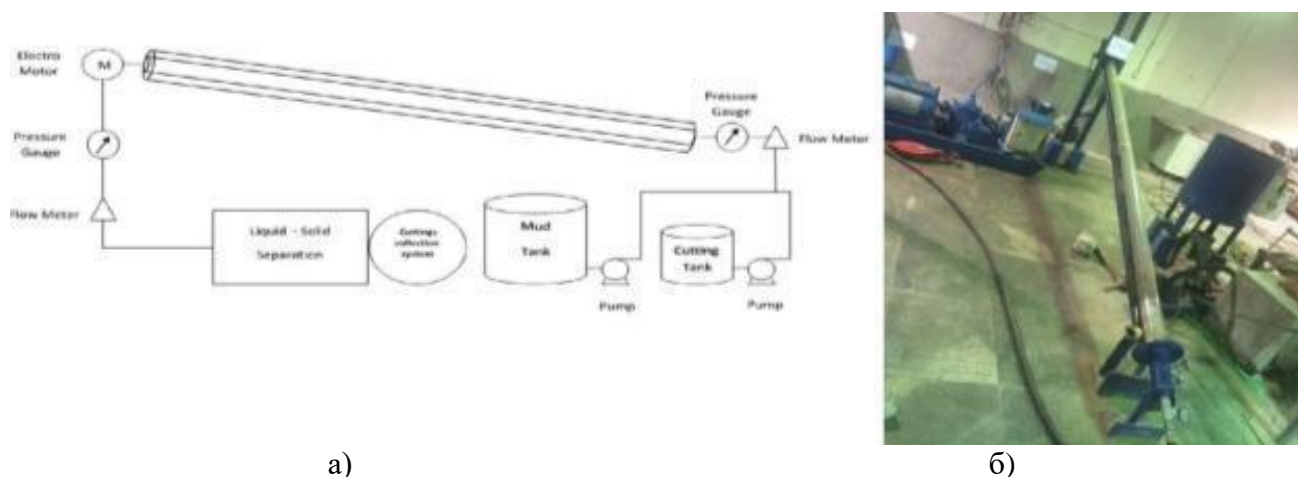 Electro
Motor
M
Pressure
Gauge
Flow Meter
Liquid - Solid
Separation
Cuttings
collection
system
Mud
Tank
Pump
Cutting
Tank
Pump
Pressure
Gauge
Flow Meter
а)
б)